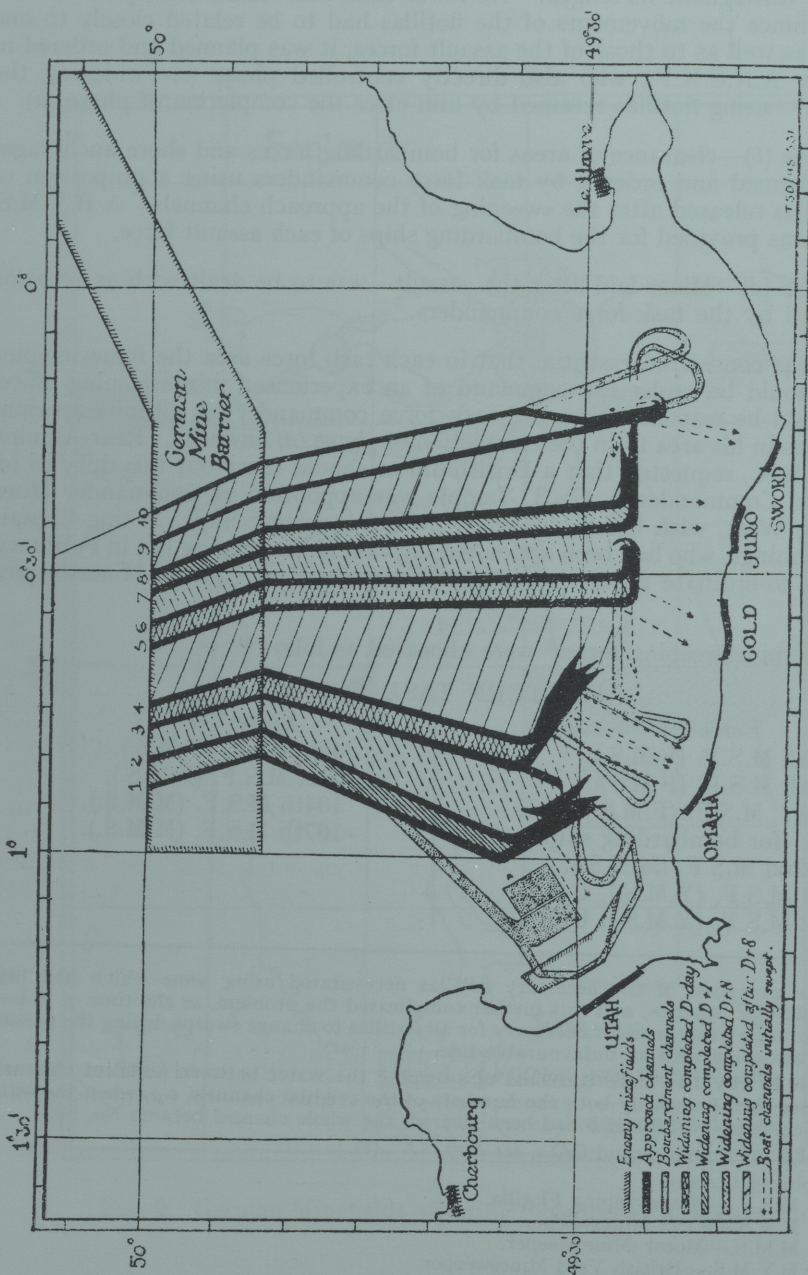 1°30'
1°
0°30'
0°
50°
50°
1
2
3
4
5
6
7
8
9
10
German
Mine
Barrier
Cherbourg
Le Havre
49°30'
49°30'
UTAH
OMAHA
GOLD
JUNO
SWORD
Enemy minefields
Approach channels
Bombardment channels
Widening completed D-day
Widening completed D+1
Widening completed D+N
Widening completed after D+8
Boat channels initially swept.